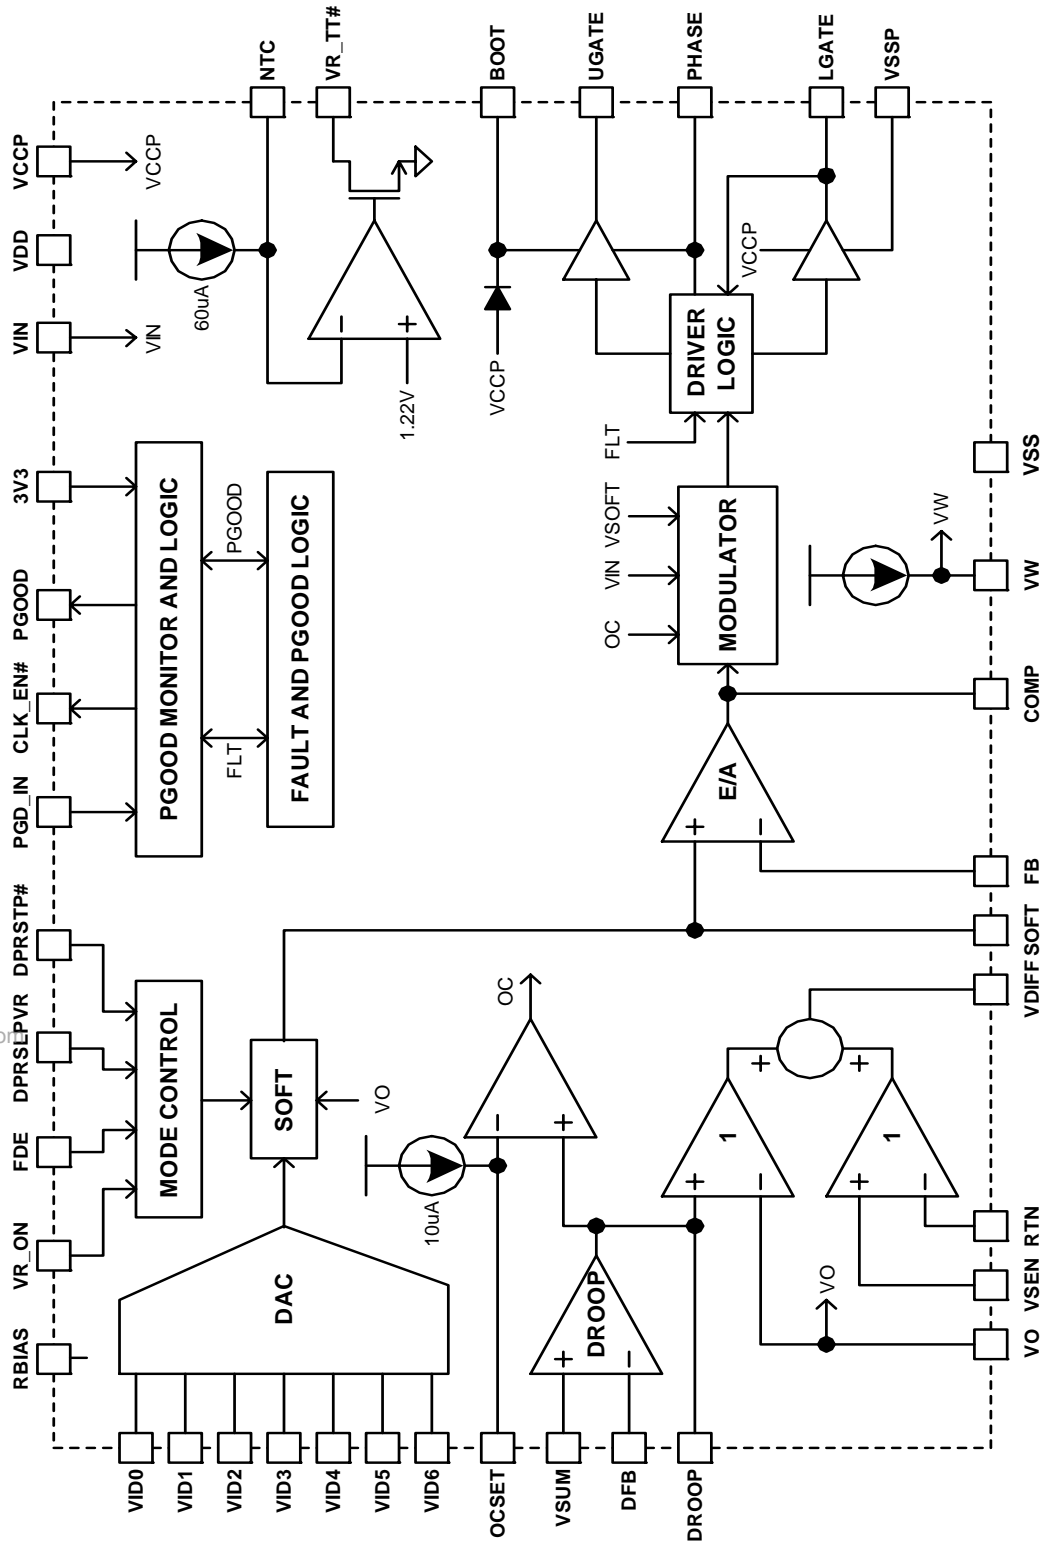 RBIAS
VR_ON
FDE
DPRSLPVR
DPRSTP#
PGD_IN
CLK_EN#
PGOOD
3V3
VIN
VDD
VCCP
VIN
VCCP
60uA
NTC
VR_TT#
1.22V
−
+
MODE CONTROL
PGOOD MONITOR AND LOGIC
FLT
PGOOD
FAULT AND PGOOD LOGIC
VID0
VID1
VID2
VID3
VID4
VID5
VID6
DAC
SOFT
VO
10uA
OC
−
+
OCSET
VSUM
DFB
DROOP
DROOP
+
−
VCCP
BOOT
UGATE
PHASE
LGATE
VSSP
VCCP
DRIVER
LOGIC
FLT
OC
VIN
VSOFT
MODULATOR
E/A
+
−
1
+
−
1
+
−
+
+
VO
VW
VO
VSEN
RTN
VDIFF
SOFT
FB
COMP
VW
VSS
om